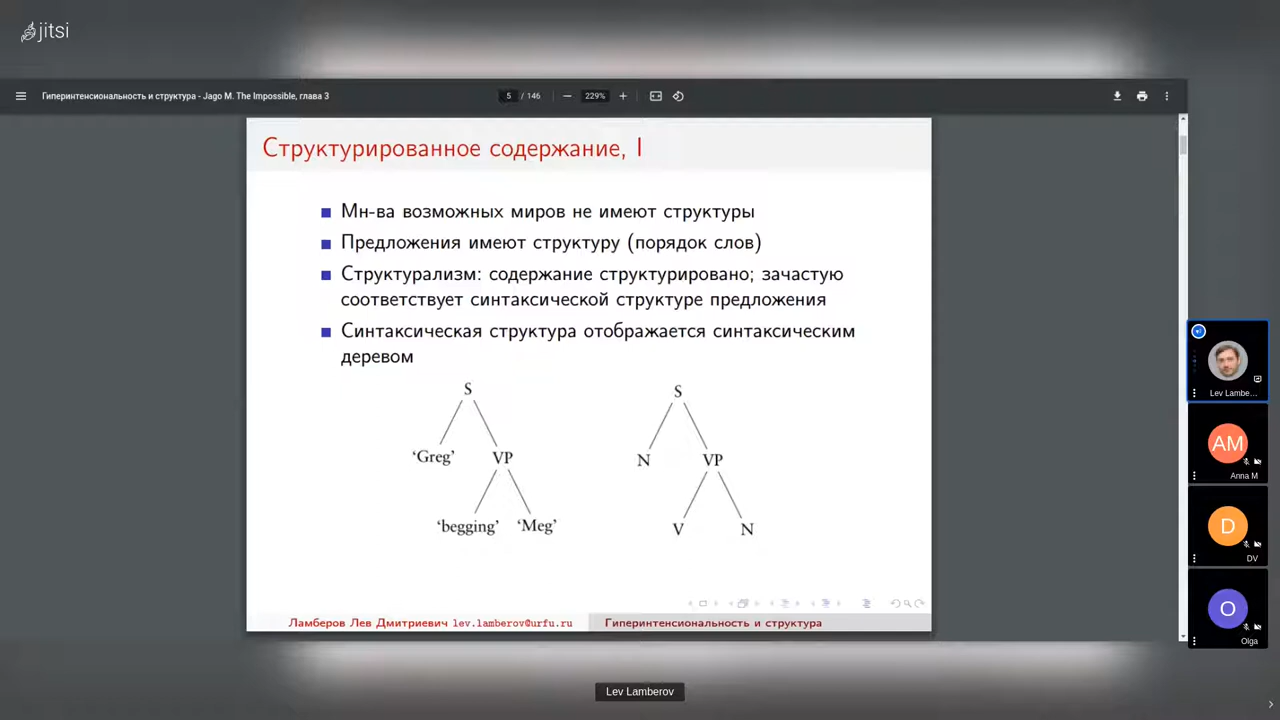 jitsi
Гиперинтенсиональность и структура - Jago M. The Impossible, глава 3
5 / 146
229%
Структурированное содержание, I
Мн-ва возможных миров не имеют структуры
Предложения имеют структуру (порядок слов)
Структурализм: содержание структурировано; зачастую
соответствует синтаксической структуре предложения
Синтаксическая структура отображается синтаксическим
деревом
S
‘Greg’ VP
‘begging’ ‘Meg’
S
N VP
V N
Ламберов Лев Дмитриевич lev.lamberov@urfu.ru
Гиперинтенсиональность и структура
Lev Lambe...
AM
Anna M
D
DV
O
Olga
Lev Lamberov